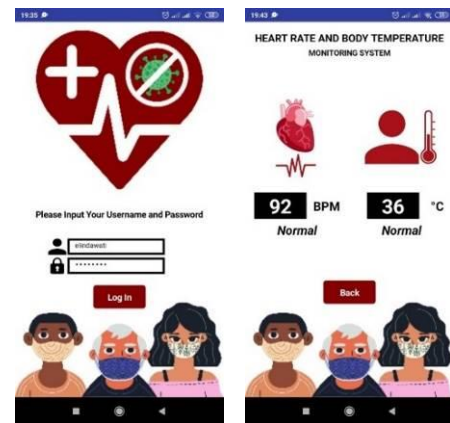 19:35
Please Input Your Username and Password
elindawati
••••••••
Log In
19:43
HEART RATE AND BODY TEMPERATURE
MONITORING SYSTEM
92 BPM
36 °C
Normal
Normal
Back